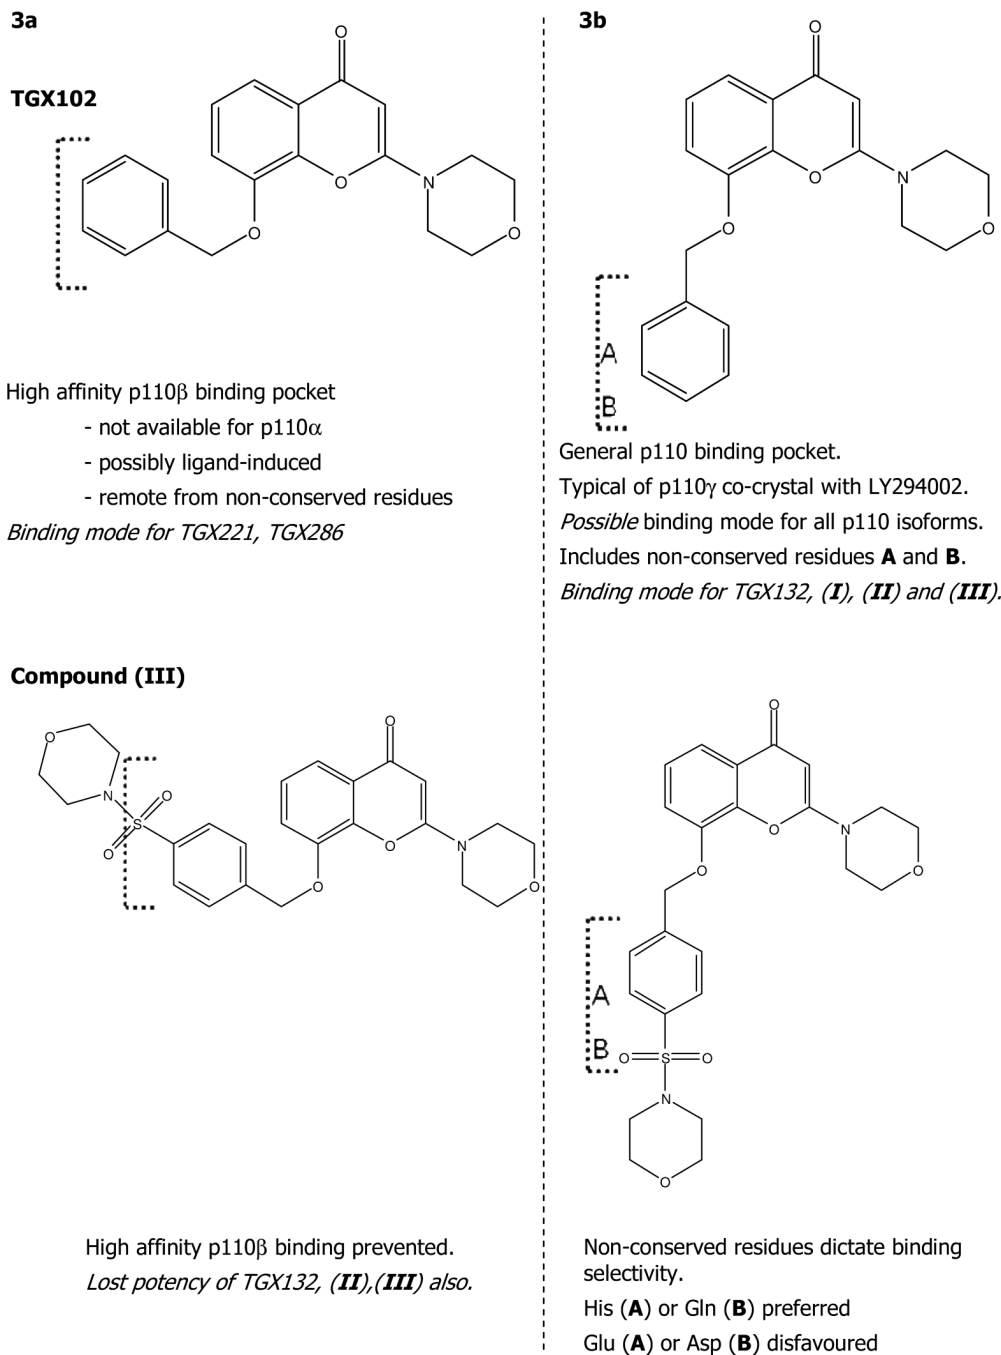 3a
TGX102
O
O
N
O
O
High affinity p110β binding pocket
- not available for p110α
- possibly ligand-induced
- remote from non-conserved residues
Binding mode for TGX221, TGX286
3b
O
O
N
O
O
A
B
General p110 binding pocket.
Typical of p110γ co-crystal with LY294002.
Possible binding mode for all p110 isoforms.
Includes non-conserved residues A and B.
Binding mode for TGX132, (I), (II) and (III).
Compound (III)
O
O
N
O
S
O
O
N
O
O
High affinity p110β binding prevented.
Lost potency of TGX132, (II),(III) also.
O
O
N
O
O
A
B
O S O
N
O
Non-conserved residues dictate binding
selectivity.
His (A) or Gln (B) preferred
Glu (A) or Asp (B) disfavoured